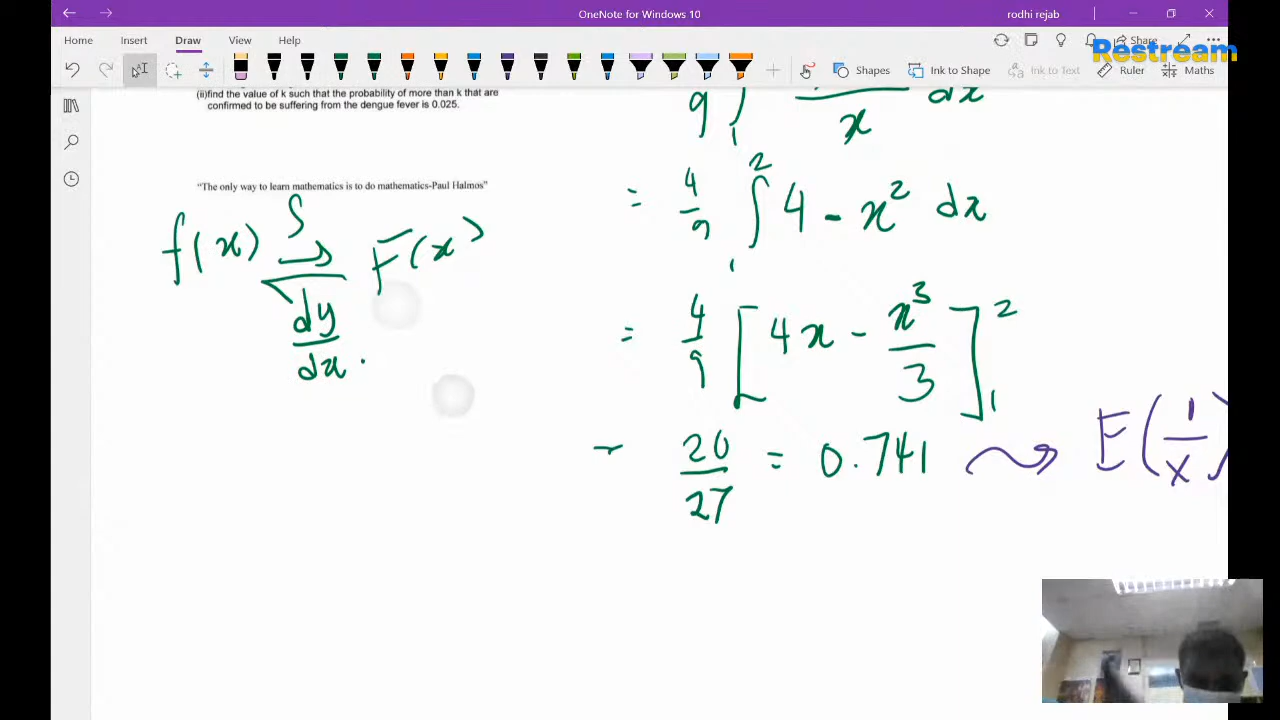 OneNote for Windows 10
rodhi rejab
Home Insert Draw View Help
Share
Restream
Shapes Ink to Shape Ink to Text Ruler Maths
(ii)find the value of k such that the probability of more than k that are
confirmed to be suffering from the dengue fever is 0.025.
"The only way to learn mathematics is to do mathematics-Paul Halmos"
f(x) ∫→ F(x)
dy/dx .
9 ∫ 1 x dx
= 4/9 ∫₁² 4 - x² dx
= 4/9 [4x - x³/3]₁²
= 20/27 = 0.741 ⤳ E(1/x)